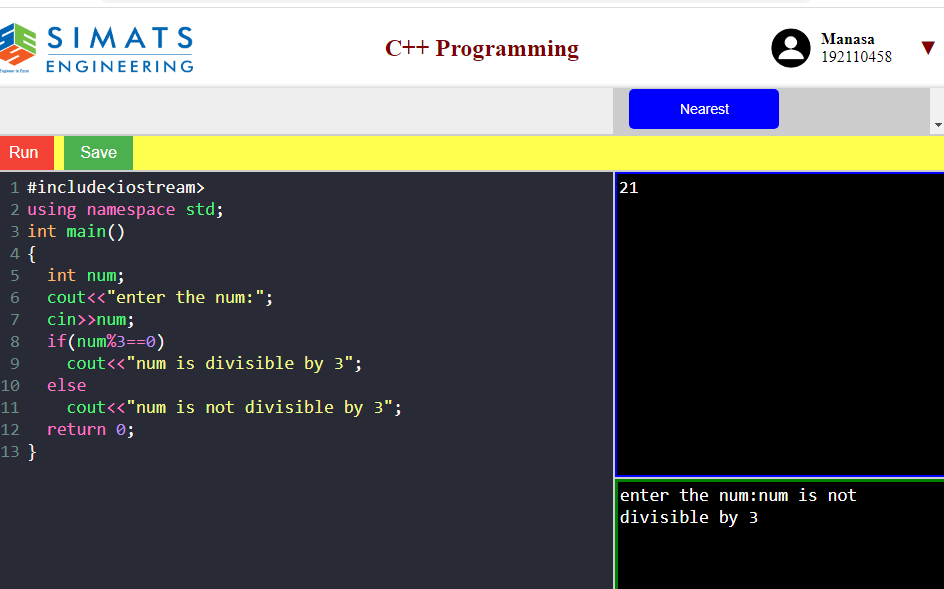 SIMATS
ENGINEERING
Engineer to Excel
C++ Programming
Manasa
192110458
Nearest
Run
Save
1 #include<iostream>
2 using namespace std;
3 int main()
4 {
5   int num;
6   cout<<"enter the num:";
7   cin>>num;
8   if(num%3==0)
9     cout<<"num is divisible by 3";
10   else
11     cout<<"num is not divisible by 3";
12   return 0;
13 }
21
enter the num:num is not
divisible by 3